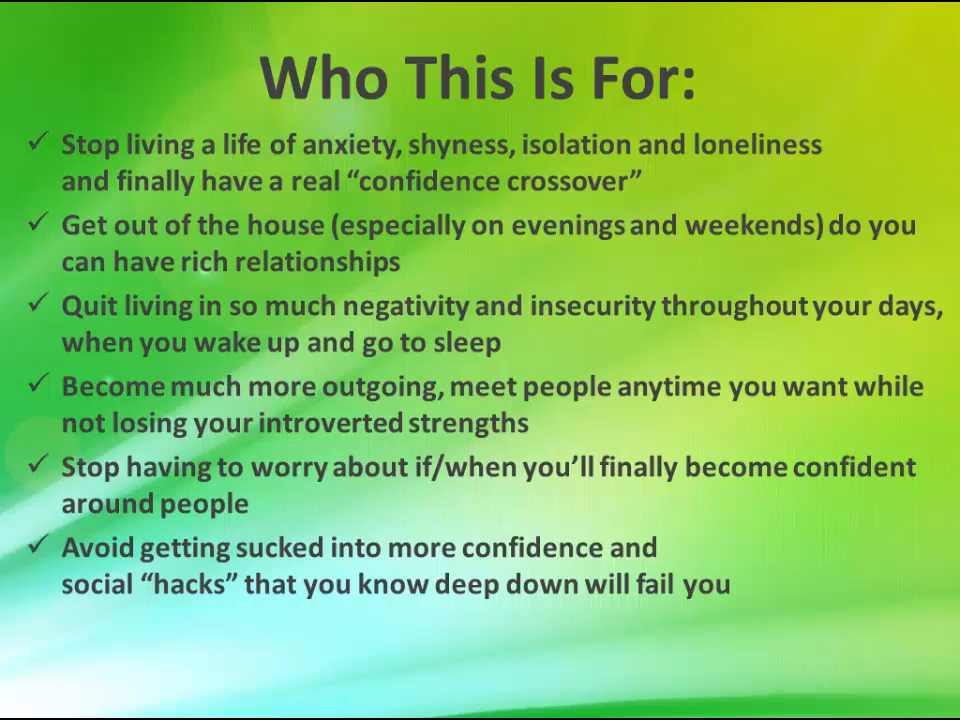 Who This Is For:
✓ Stop living a life of anxiety, shyness, isolation and loneliness
and finally have a real “confidence crossover”
✓ Get out of the house (especially on evenings and weekends) do you
can have rich relationships
✓ Quit living in so much negativity and insecurity throughout your days,
when you wake up and go to sleep
✓ Become much more outgoing, meet people anytime you want while
not losing your introverted strengths
✓ Stop having to worry about if/when you’ll finally become confident
around people
✓ Avoid getting sucked into more confidence and
social “hacks” that you know deep down will fail you